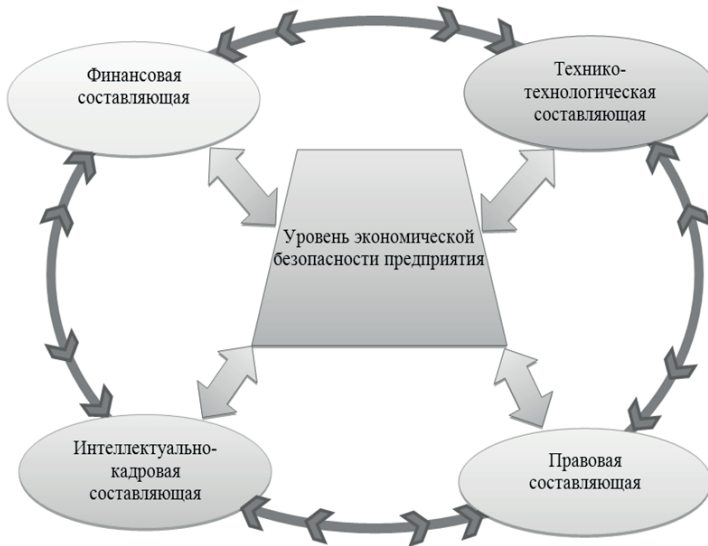 Финансовая
составляющая
Технико-
технологическая
составляющая
Уровень экономической
безопасности предприятия
Интеллектуально-
кадровая
составляющая
Правовая
составляющая